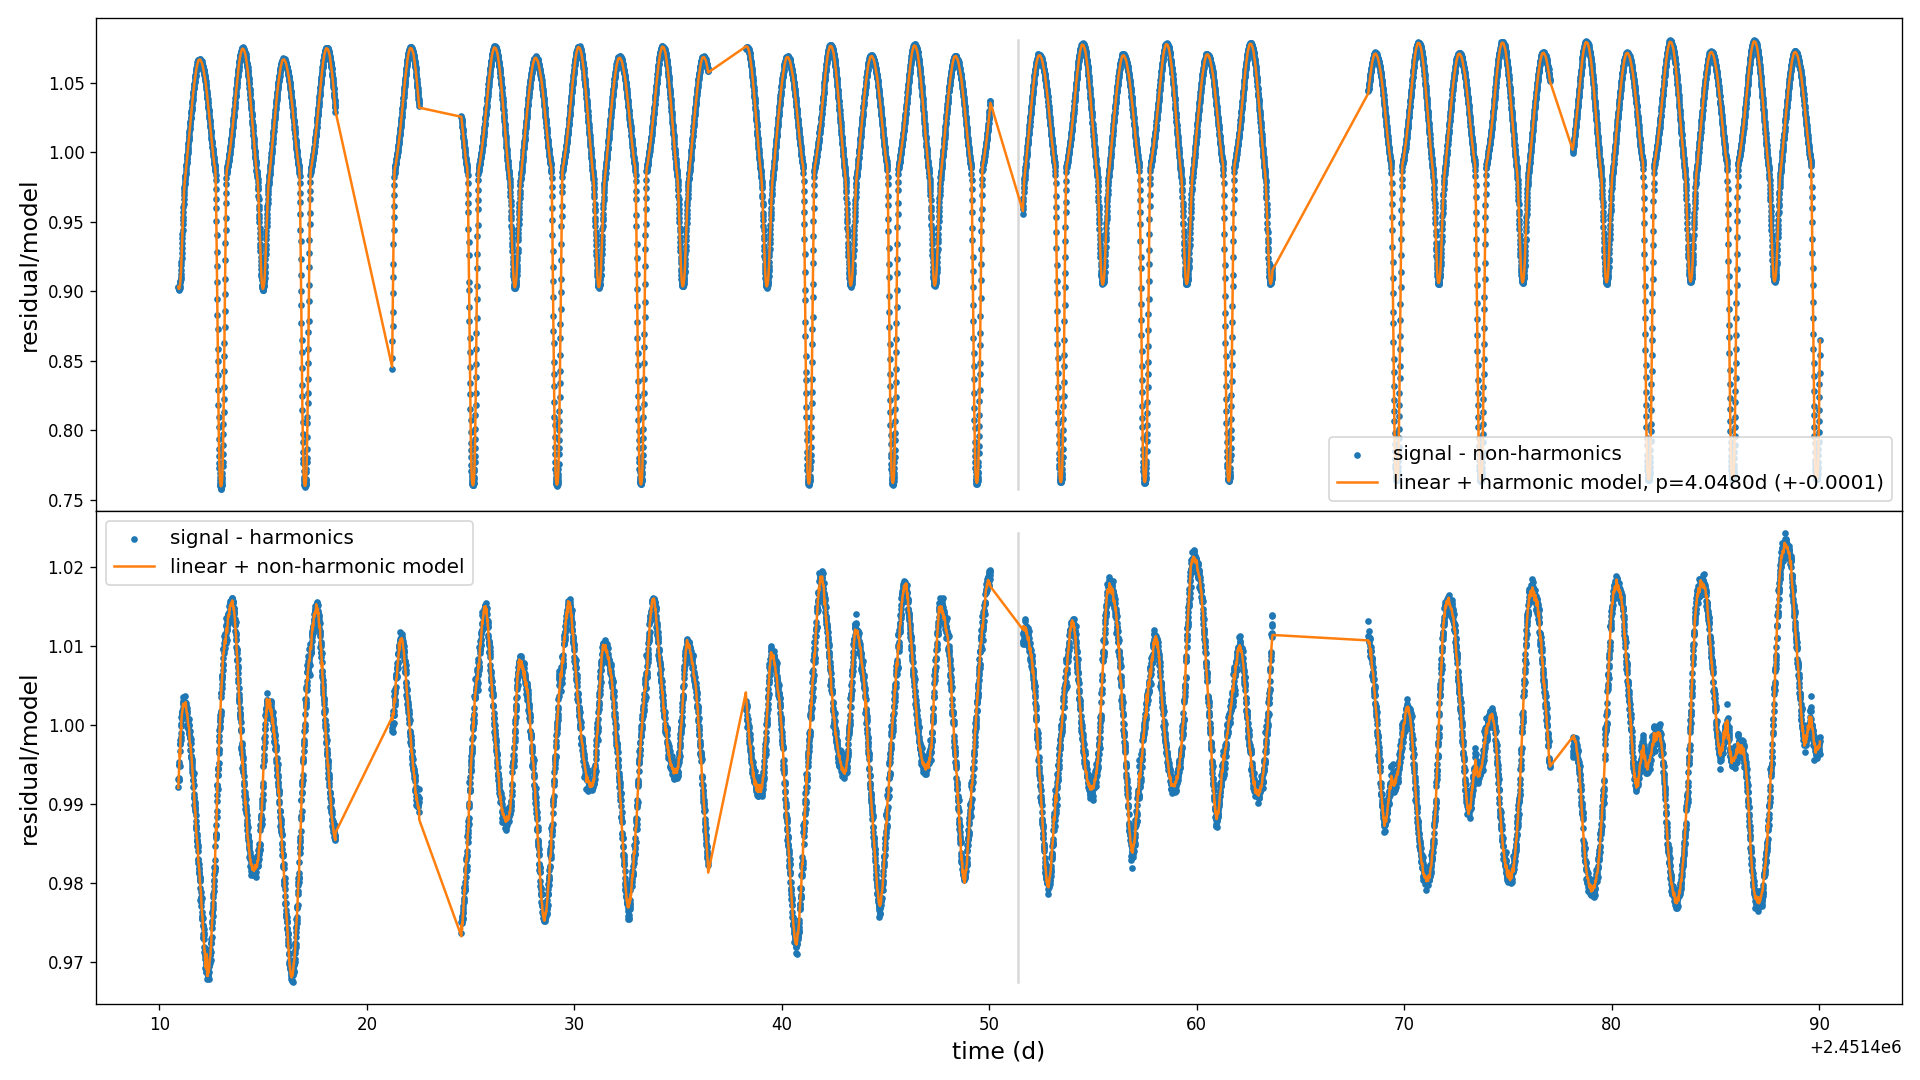 1.05
1.00
0.95
0.90
0.85
0.80
0.75
residual/model
signal - non-harmonics
linear + harmonic model, p=4.0480d (+-0.0001)
signal - harmonics
linear + non-harmonic model
1.02
1.01
1.00
0.99
0.98
0.97
residual/model
10 20 30 40 50 60 70 80 90
time (d)
+2.4514e6